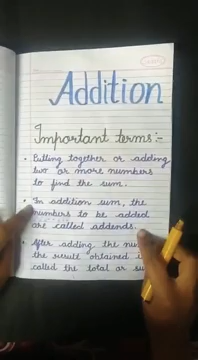 Addition
Important terms:-
• Putting together or adding
two or more numbers
to find the sum.
• In addition sum, the
numbers to be added
are called addends.
• After adding the nu
the result obtained i
called the total or su